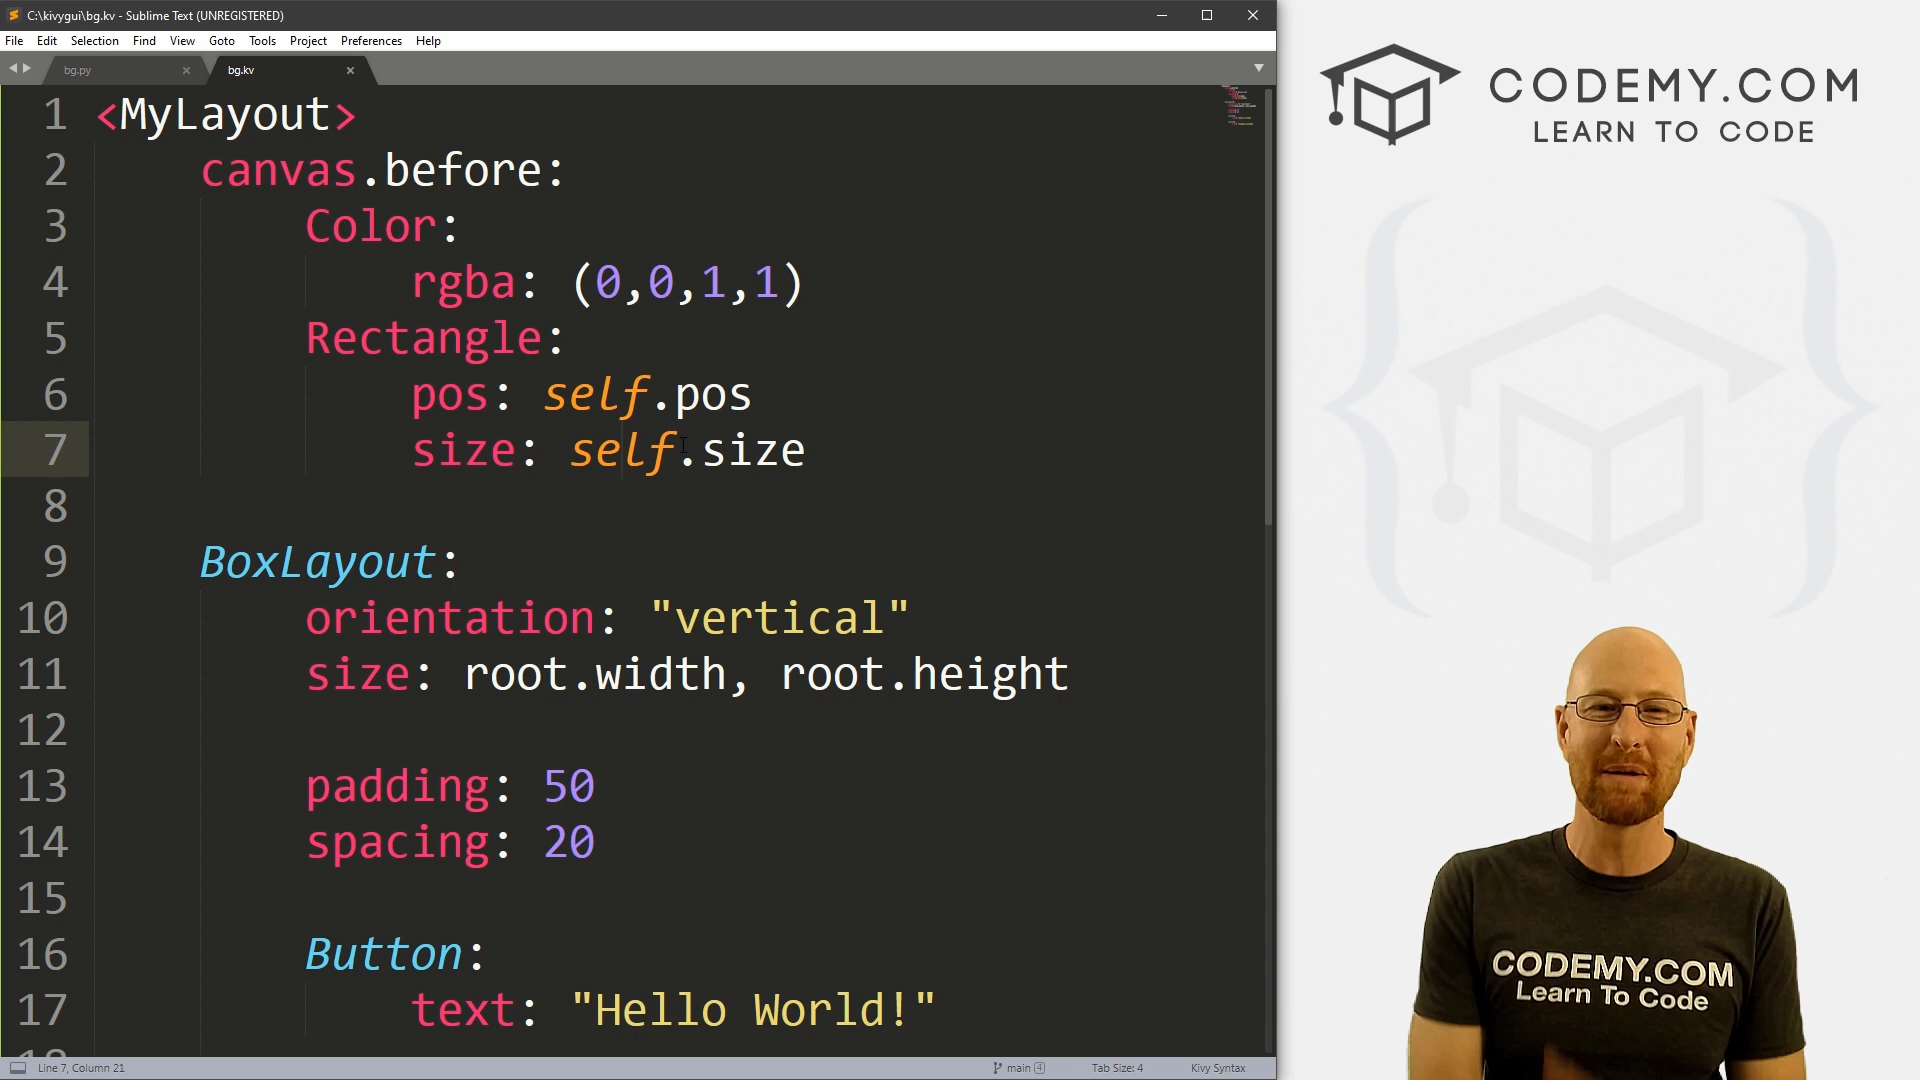 C:\kivygui\bg.kv - Sublime Text (UNREGISTERED)
File Edit Selection Find View Goto Tools Project Preferences Help
bg.py bg.kv
1 <MyLayout>
2 canvas.before:
3 Color:
4 rgba: (0,0,1,1)
5 Rectangle:
6 pos: self.pos
7 size: self.size
8
9 BoxLayout:
10 orientation: "vertical"
11 size: root.width, root.height
12
13 padding: 50
14 spacing: 20
15
16 Button:
17 text: "Hello World!"
18
Line 7, Column 21 main 4 Tab Size: 4 Kivy Syntax
CODEMY.COM
LEARN TO CODE
CODEMY.COM
Learn To Code